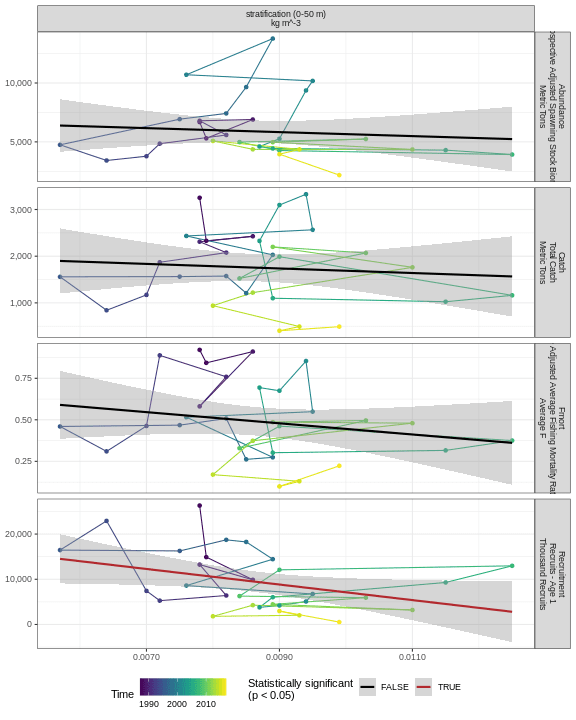 stratification (0-50 m)
kg m^-3
10,000
5,000
Abundance
Adjusted Spawning Stock
Metric Tons
3,000
2,000
1,000
Catch
Total Catch
Metric Tons
0.75
0.50
0.25
Fmort
Adjusted Average Fishing Mortality
Average F
20,000
10,000
0
Recruitment
Recruits - Age 1
Thousand Recruits
0.0070
0.0090
0.0110
Time
1990 2000 2010
Statistically significant
(p < 0.05)
FALSE
TRUE